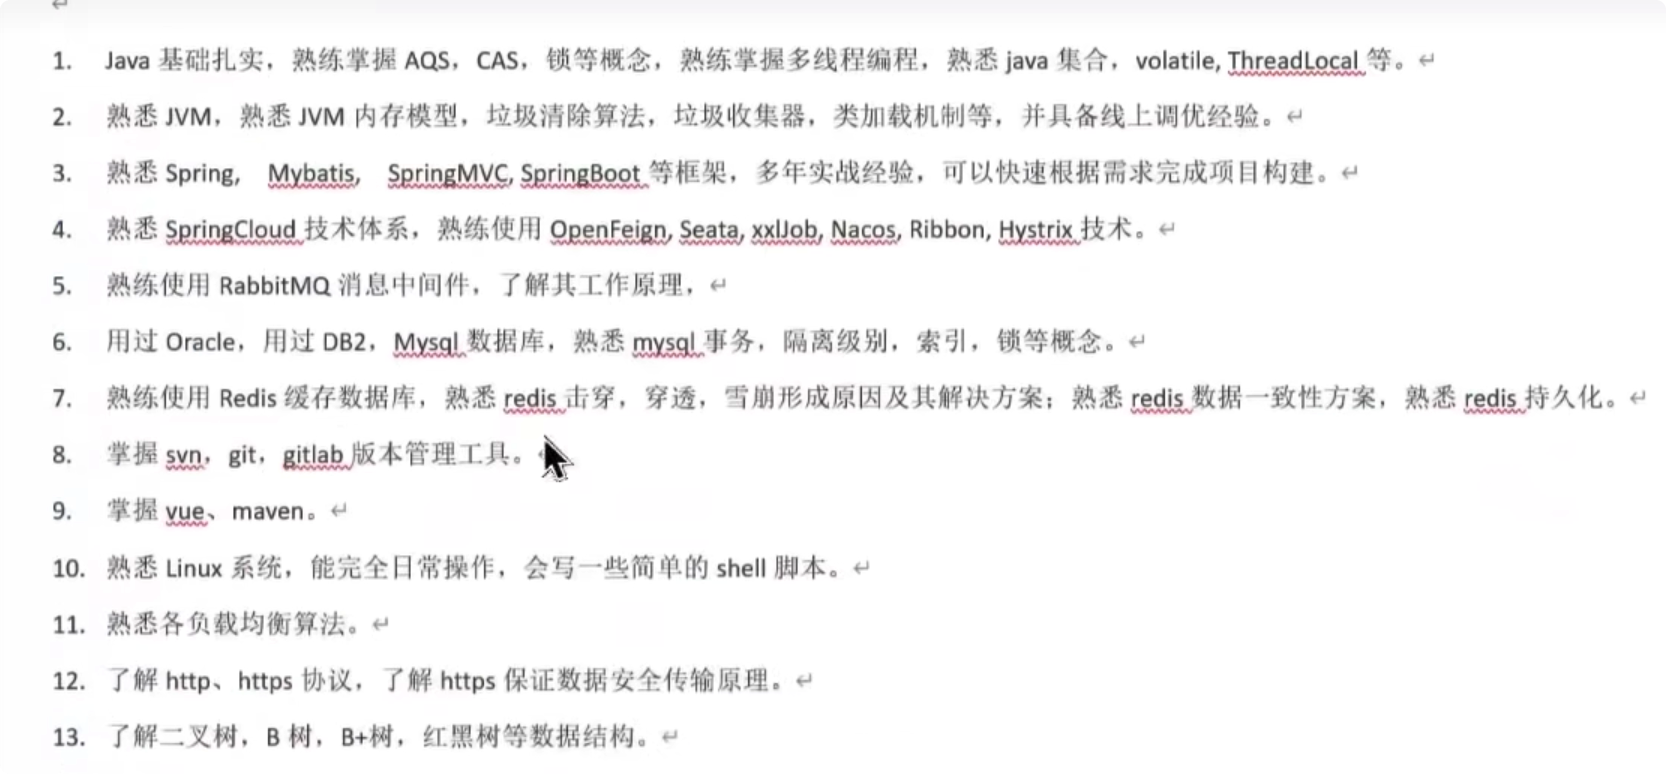 1. Java 基础扎实，熟练掌握 AQS，CAS，锁等概念，熟练掌握多线程编程，熟悉 java 集合，volatile, ThreadLocal 等。
2. 熟悉 JVM，熟悉 JVM 内存模型，垃圾清除算法，垃圾收集器，类加载机制等，并具备线上调优经验。
3. 熟悉 Spring, Mybatis, SpringMVC, SpringBoot 等框架，多年实战经验，可以快速根据需求完成项目构建。
4. 熟悉 SpringCloud 技术体系，熟练使用 OpenFeign, Seata, xxlJob, Nacos, Ribbon, Hystrix 技术。
5. 熟练使用 RabbitMQ 消息中间件，了解其工作原理，
6. 用过 Oracle，用过 DB2，Mysql 数据库，熟悉 mysql 事务，隔离级别，索引，锁等概念。
7. 熟练使用 Redis 缓存数据库，熟悉 redis 击穿，穿透，雪崩形成原因及其解决方案；熟悉 redis 数据一致性方案，熟悉 redis 持久化。
8. 掌握 svn，git，gitlab 版本管理工具。
9. 掌握 vue、maven。
10. 熟悉 Linux 系统，能完全日常操作，会写一些简单的 shell 脚本。
11. 熟悉各负载均衡算法。
12. 了解 http、https 协议，了解 https 保证数据安全传输原理。
13. 了解二叉树，B 树，B+树，红黑树等数据结构。